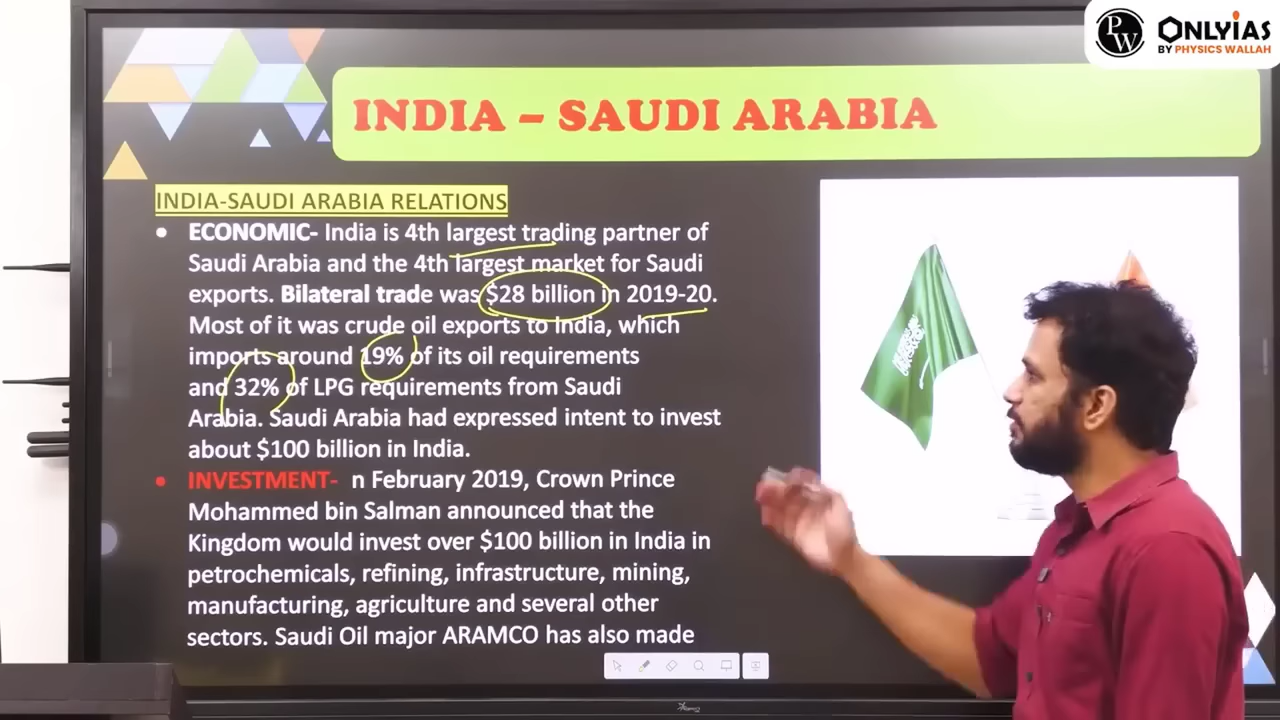 PW
ONLYIAS
BY PHYSICS WALLAH
INDIA – SAUDI ARABIA
INDIA-SAUDI ARABIA RELATIONS
• ECONOMIC- India is 4th largest trading partner of
Saudi Arabia and the 4th largest market for Saudi
exports. Bilateral trade was $28 billion in 2019-20.
Most of it was crude oil exports to India, which
imports around 19% of its oil requirements
and 32% of LPG requirements from Saudi
Arabia. Saudi Arabia had expressed intent to invest
about $100 billion in India.
• INVESTMENT- n February 2019, Crown Prince
Mohammed bin Salman announced that the
Kingdom would invest over $100 billion in India in
petrochemicals, refining, infrastructure, mining,
manufacturing, agriculture and several other
sectors. Saudi Oil major ARAMCO has also made